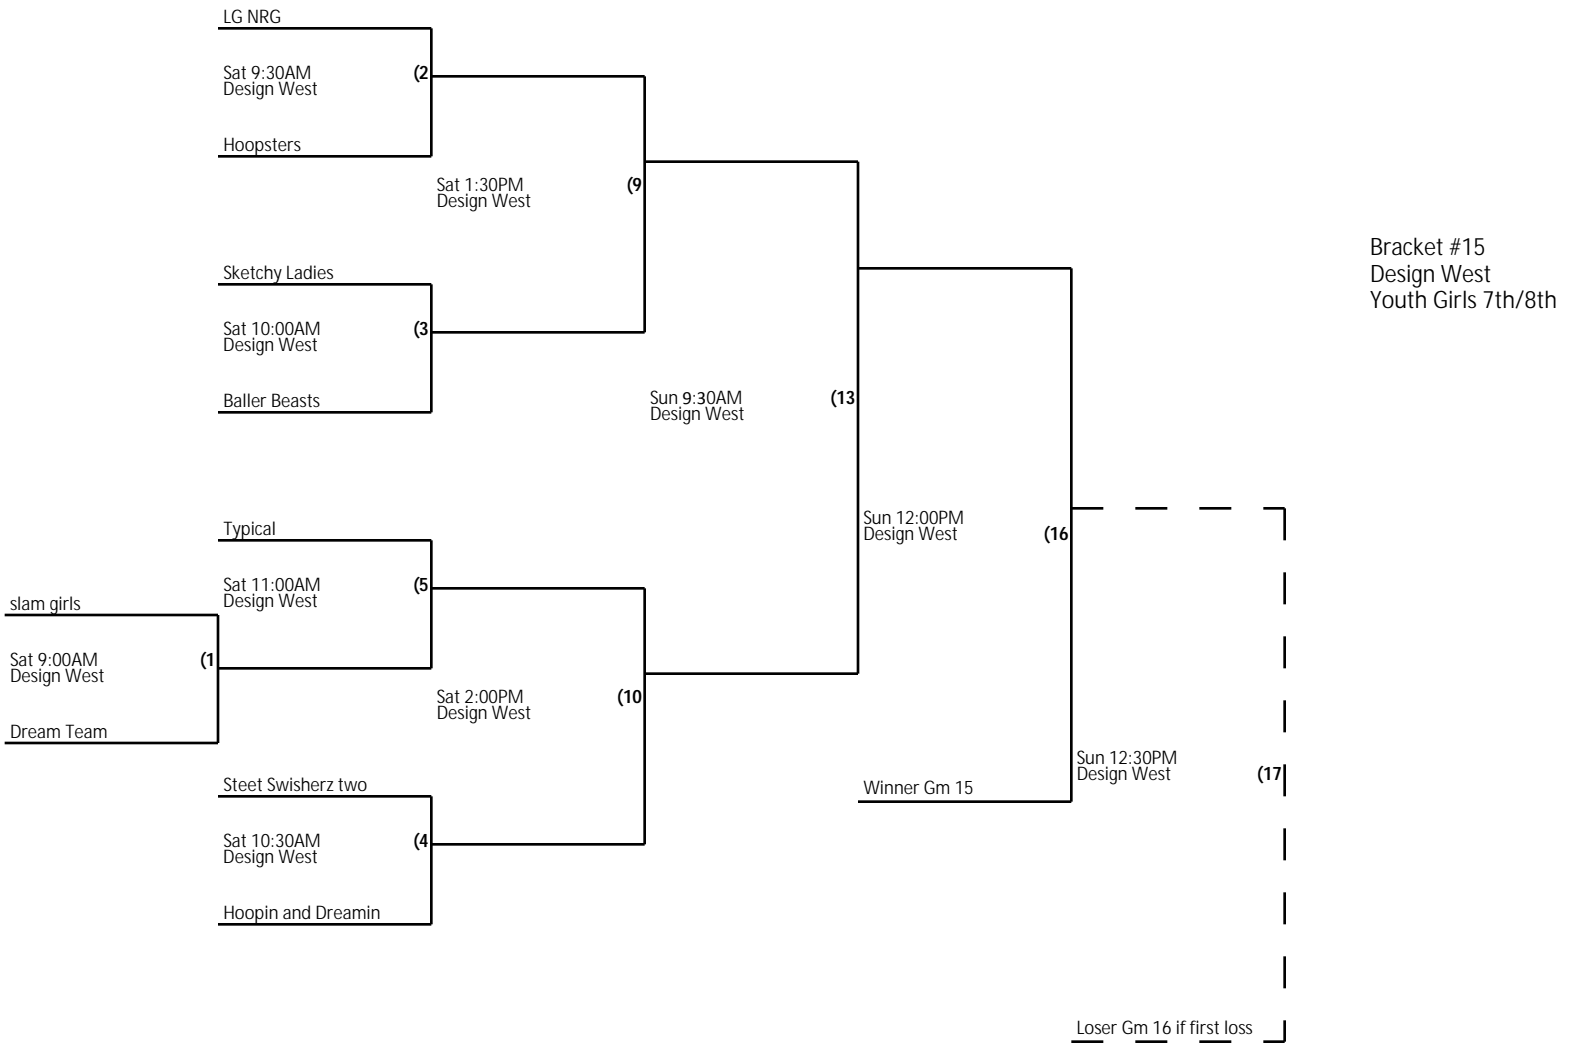 LG NRG
Sat 9:30AM
Design West
(2
Hoopsters
Sat 1:30PM
Design West
(9
Sketchy Ladies
Sat 10:00AM
Design West
(3
Baller Beasts
Sun 9:30AM
Design West
(13
Bracket #15
Design West
Youth Girls 7th/8th
Typical
Sat 11:00AM
Design West
(5
slam girls
Sat 9:00AM
Design West
(1
Dream Team
Sat 2:00PM
Design West
(10
Steet Swisherz two
Sat 10:30AM
Design West
(4
Hoopin and Dreamin
Sun 12:00PM
Design West
(16
Winner Gm 15
Sun 12:30PM
Design West
(17
Loser Gm 16 if first loss